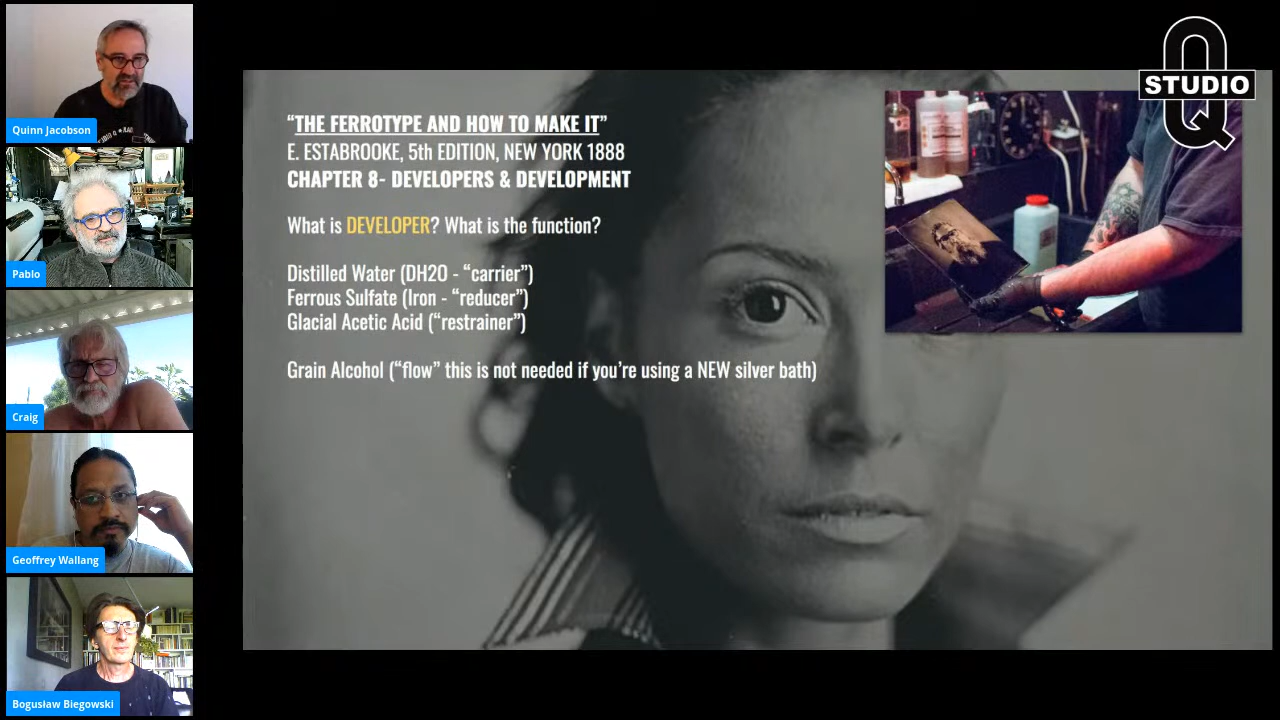 Quinn Jacobson
Pablo
Craig
Geoffrey Wallang
Bogusław Biegowski
“THE FERROTYPE AND HOW TO MAKE IT”
E. ESTABROOKE, 5th EDITION, NEW YORK 1888
CHAPTER 8- DEVELOPERS & DEVELOPMENT
What is DEVELOPER? What is the function?
Distilled Water (DH2O - “carrier”)
Ferrous Sulfate (Iron - “reducer”)
Glacial Acetic Acid (“restrainer”)
Grain Alcohol (“flow” this is not needed if you’re using a NEW silver bath)
STUDIO
Q